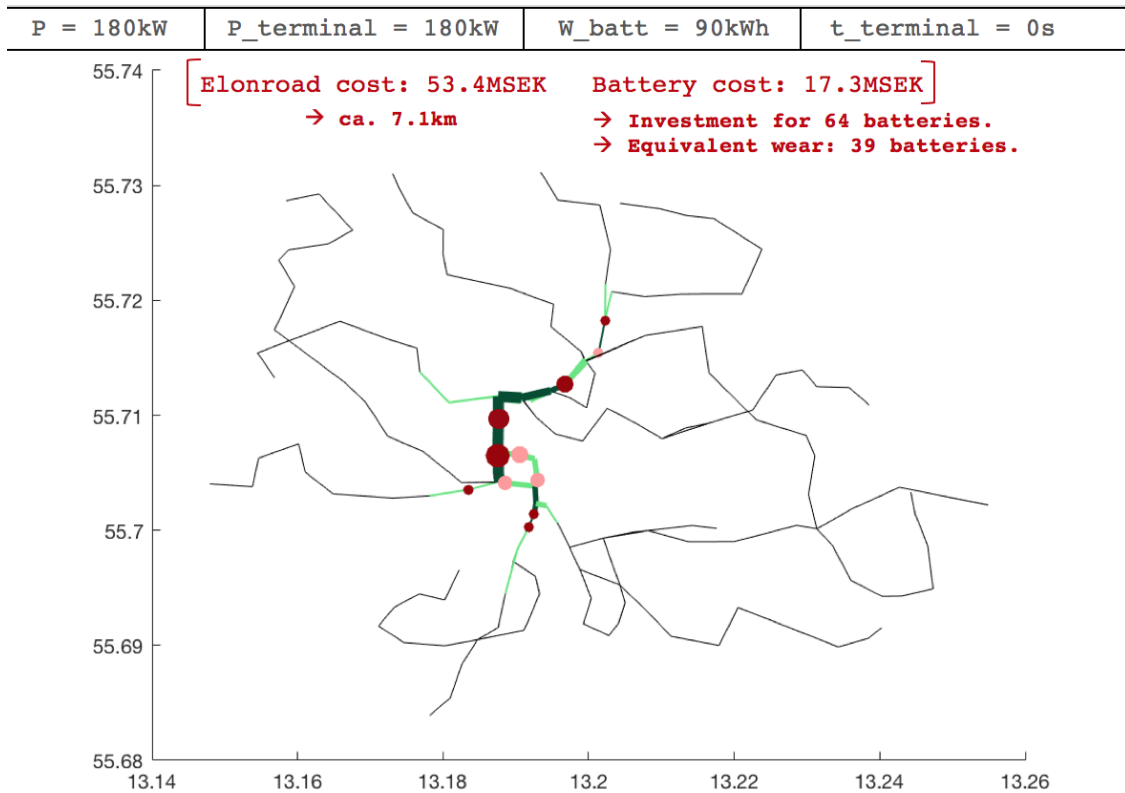 P = 180kW P_terminal = 180kW W_batt = 90kWh t_terminal = 0s
Elonroad cost: 53.4MSEK Battery cost: 17.3MSEK
→ ca. 7.1km → Investment for 64 batteries.
→ Equivalent wear: 39 batteries.
55.74
55.73
55.72
55.71
55.7
55.69
55.68
13.14 13.16 13.18 13.2 13.22 13.24 13.26